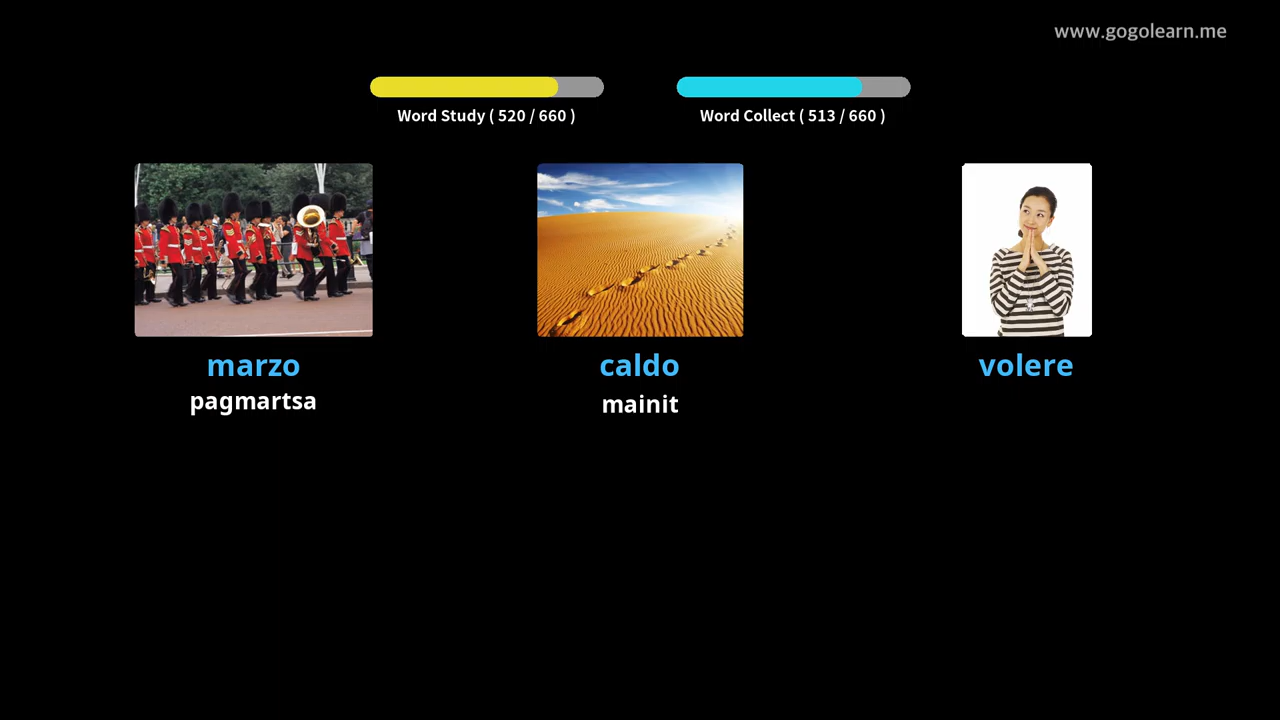 www.gogolearn.me
Word Study ( 520 / 660 )
Word Collect ( 513 / 660 )
marzo
caldo
volere
pagmartsa
mainit